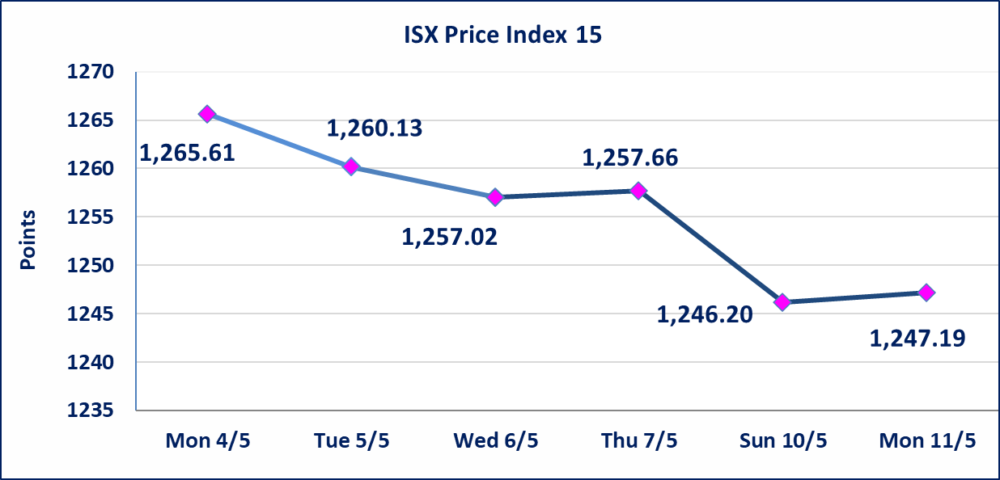 ISX Price Index 15
Points
1270
1265
1260
1255
1250
1245
1240
1235
1,265.61
1,260.13
1,257.02
1,257.66
1,246.20
1,247.19
Mon 4/5
Tue 5/5
Wed 6/5
Thu 7/5
Sun 10/5
Mon 11/5